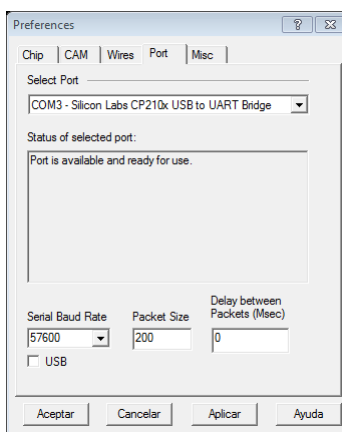 Preferences
Chip CAM Wires Port Misc
Select Port
COM3 - Silicon Labs CP210x USB to UART Bridge
Status of selected port:
Port is available and ready for use.
Delay between
Serial Baud Rate Packet Size Packets (Msec)
57600 200 0
USB
Aceptar Cancelar Aplicar Ayuda